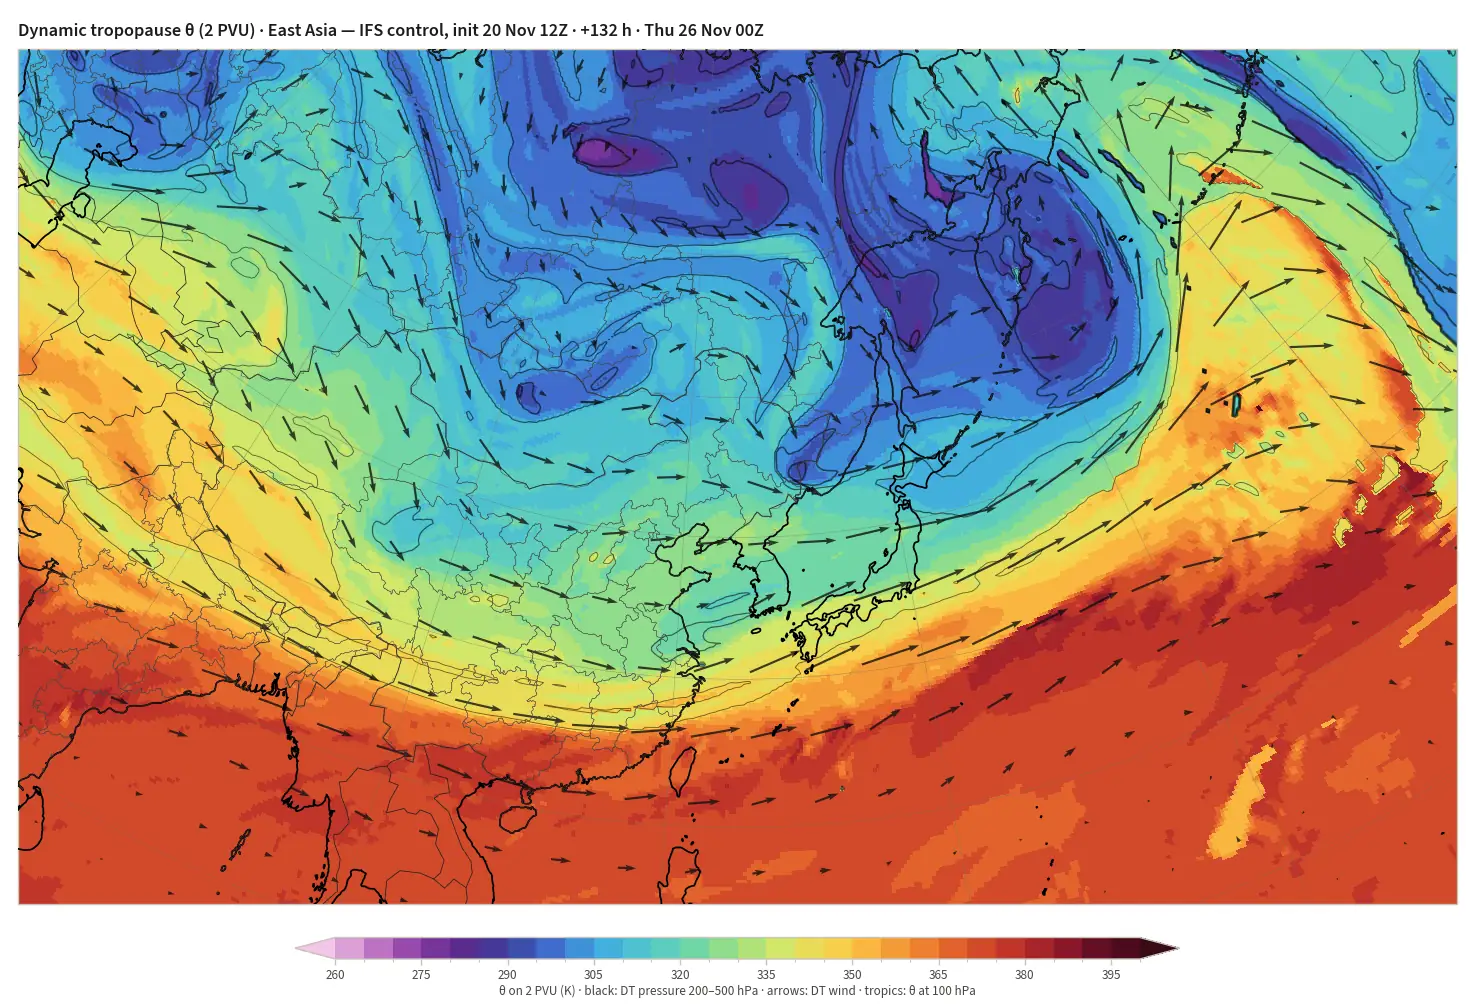 Dynamic tropopause θ (2 PVU) · East Asia — IFS control, init 20 Nov 12Z · +132 h · Thu 26 Nov 00Z
260 275 290 305 320 335 350 365 380 395
θ on 2 PVU (K) · black: DT pressure 200–500 hPa · arrows: DT wind · tropics: θ at 100 hPa